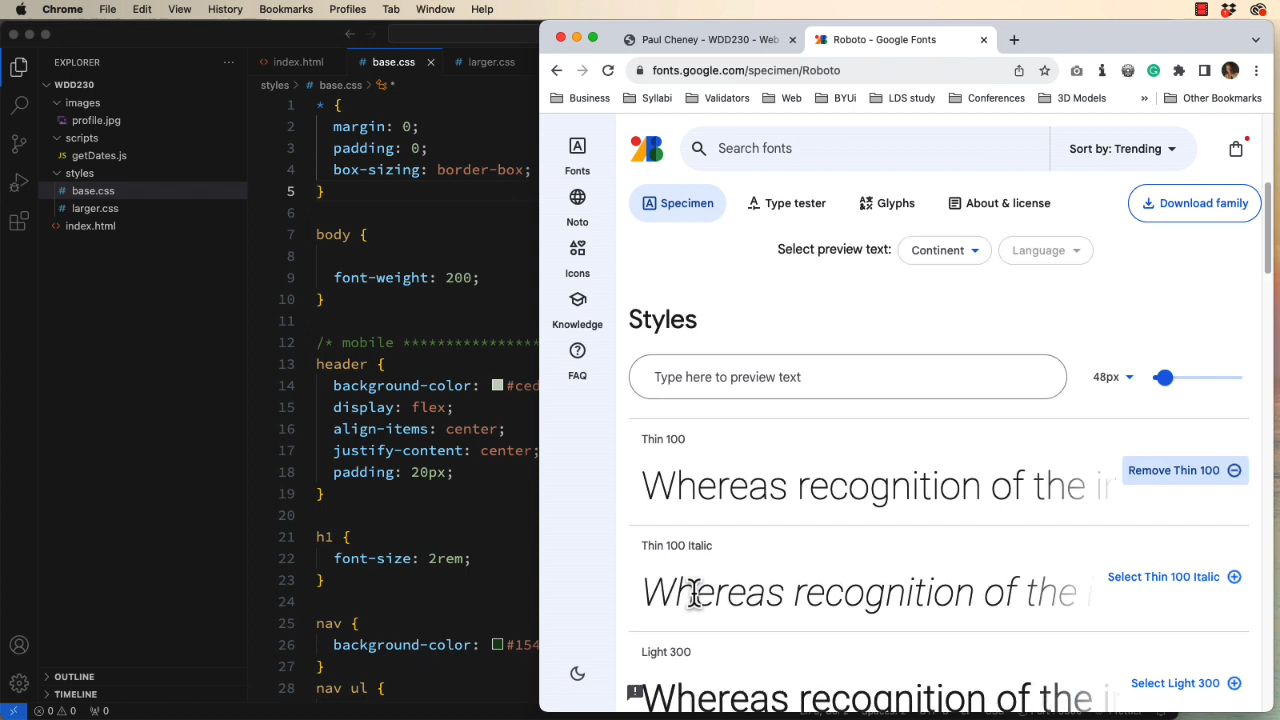 Chrome File Edit View History Bookmarks Profiles Tab Window Help
EXPLORER
WDD230
images
profile.jpg
scripts
getDates.js
styles
base.css
larger.css
index.html
OUTLINE
TIMELINE
0 0 0
index.html base.css larger.css
styles > base.css >
1 * {
2 margin: 0;
3 padding: 0;
4 box-sizing: border-box;
5 }
6
7 body {
8
9 font-weight: 200;
10 }
11
12 /* mobile ****************
13 header {
14 background-color: #ced
15 display: flex;
16 align-items: center;
17 justify-content: center;
18 padding: 20px;
19 }
20
21 h1 {
22 font-size: 2rem;
23 }
24
25 nav {
26 background-color: #154
27 }
28 nav ul {
Paul Cheney - WDD230 - Web
Roboto - Google Fonts
fonts.google.com/specimen/Roboto
Business Syllabi Validators Web BYUi LDS study Conferences 3D Models » Other Bookmarks
Fonts
Noto
Icons
Knowledge
FAQ
Search fonts
Sort by: Trending
Specimen Type tester Glyphs About & license Download family
Select preview text: Continent Language
Styles
Type here to preview text
48px
Thin 100
Whereas recognition of the
Remove Thin 100
Thin 100 Italic
Whereas recognition of the
Select Thin 100 Italic
Light 300
Whereas recognition of the
Select Light 300